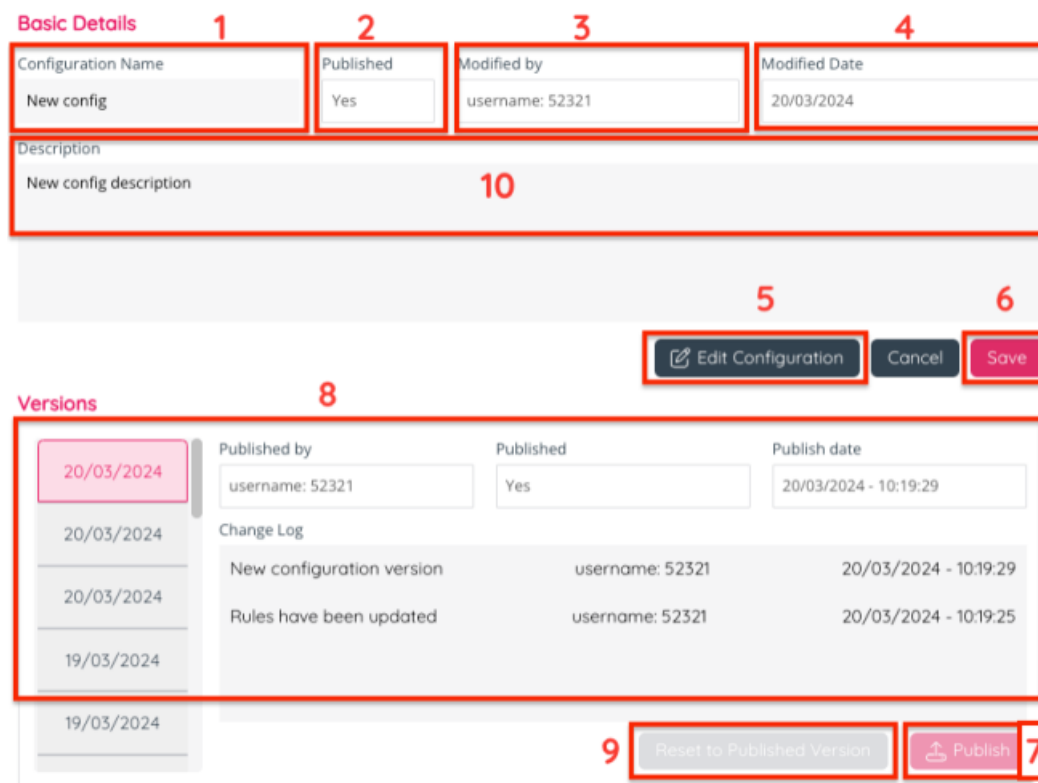 Basic Details
1 2 3 4
Configuration Name Published Modified by Modified Date
New config Yes username: 52321 20/03/2024
Description
New config description
10
5 6
Edit Configuration Cancel Save
8
Versions
Published by Published Publish date
20/03/2024
username: 52321 Yes 20/03/2024 - 10:19:29
20/03/2024
Change Log
New configuration version username: 52321 20/03/2024 - 10:19:29
20/03/2024
Rules have been updated username: 52321 20/03/2024 - 10:19:25
19/03/2024
19/03/2024
9 Reset to Published Version Publish 7